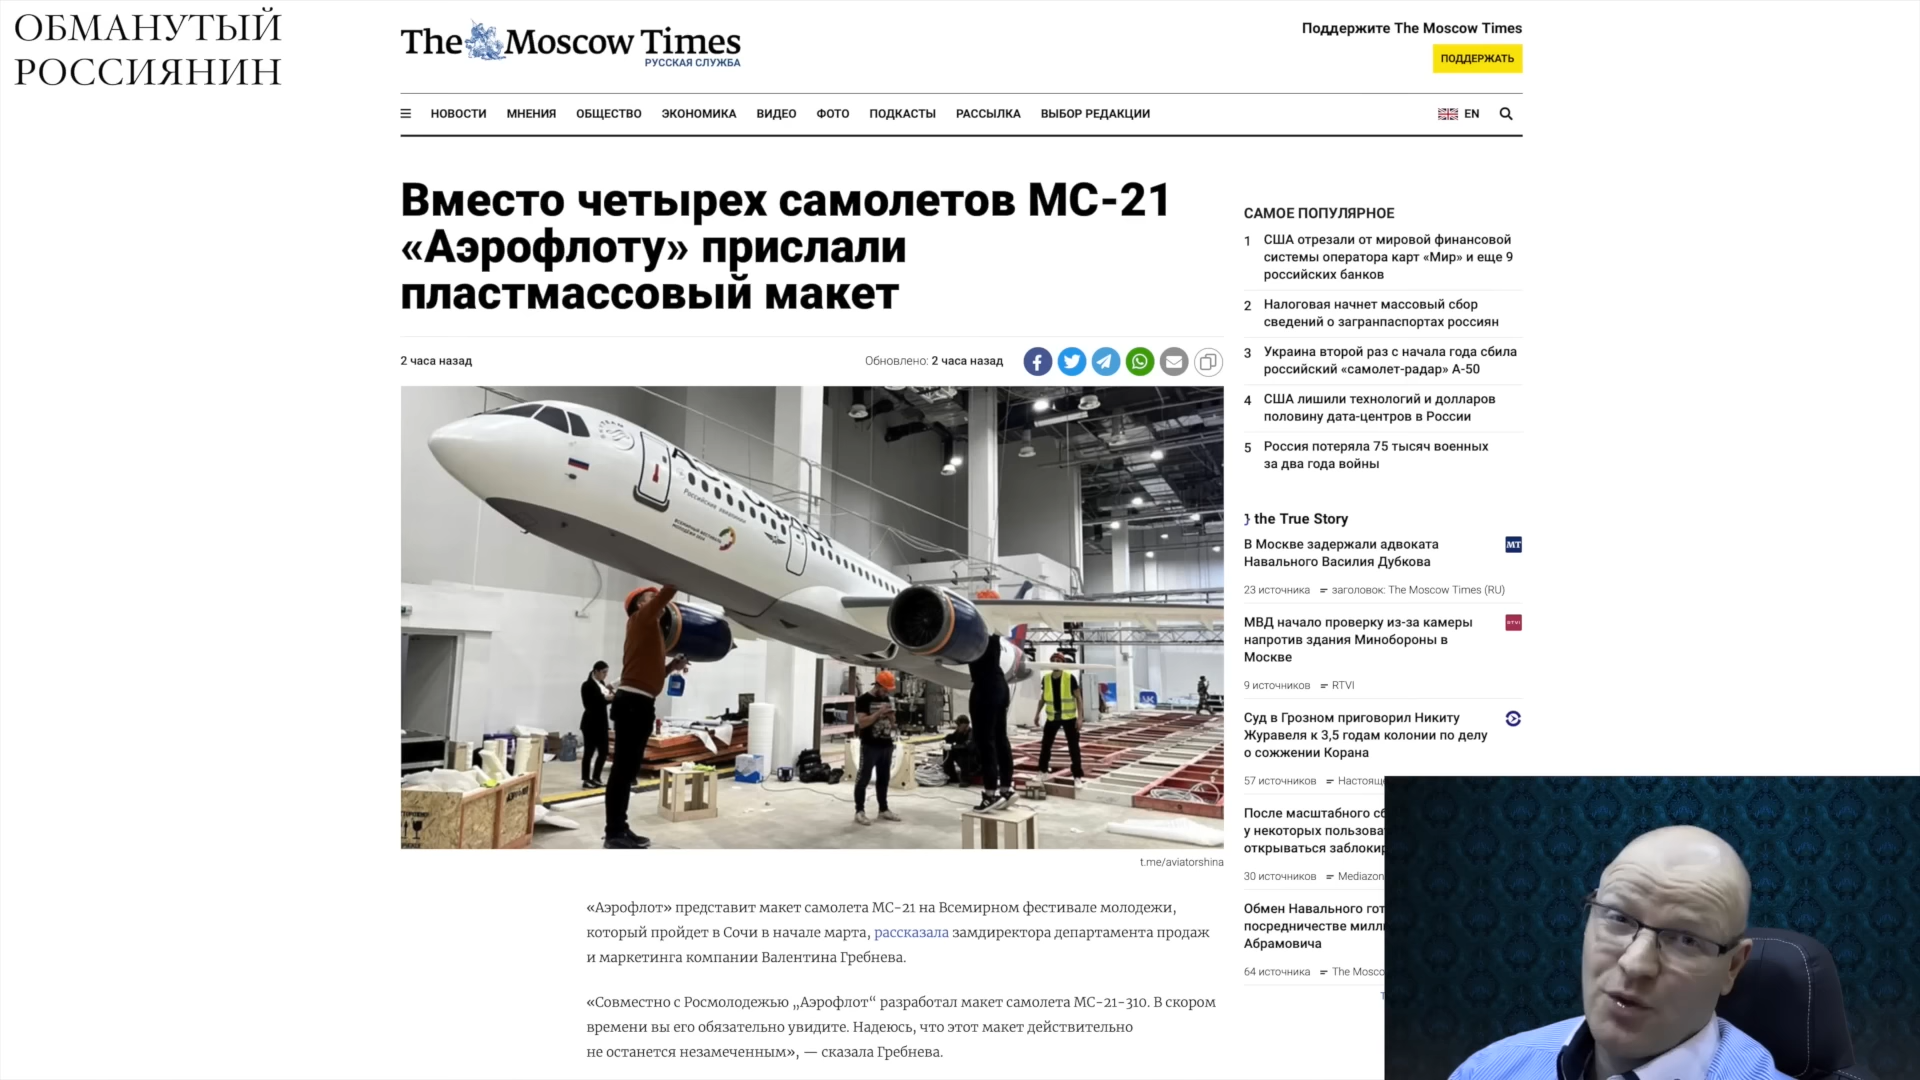 ОБМАНУТЫЙ
РОССИЯНИН
The Moscow Times
РУССКАЯ СЛУЖБА
Поддержите The Moscow Times
ПОДДЕРЖАТЬ
НОВОСТИ МНЕНИЯ ОБЩЕСТВО ЭКОНОМИКА ВИДЕО ФОТО ПОДКАСТЫ РАССЫЛКА ВЫБОР РЕДАКЦИИ EN
Вместо четырех самолетов МС-21
«Аэрофлоту» прислали
пластмассовый макет
2 часа назад
Обновлено: 2 часа назад
t.me/aviatorshina
«Аэрофлот» представит макет самолета МС-21 на Всемирном фестивале молодежи,
который пройдет в Сочи в начале марта, рассказала замдиректора департамента продаж
и маркетинга компании Валентина Гребнева.
«Совместно с Росмолодежью „Аэрофлот“ разработал макет самолета МС-21-310. В скором
времени вы его обязательно увидите. Надеюсь, что этот макет действительно
не останется незамеченным», — сказала Гребнева.
САМОЕ ПОПУЛЯРНОЕ
1 США отрезали от мировой финансовой
системы оператора карт «Мир» и еще 9
российских банков
2 Налоговая начнет массовый сбор
сведений о загранпаспортах россиян
3 Украина второй раз с начала года сбила
российский «самолет-радар» А-50
4 США лишили технологий и долларов
половину дата-центров в России
5 Россия потеряла 75 тысяч военных
за два года войны
the True Story
В Москве задержали адвоката
Навального Василия Дубкова
MT
23 источника заголовок: The Moscow Times (RU)
МВД начало проверку из-за камеры
напротив здания Минобороны в
Москве
RTVI
9 источников RTVI
Суд в Грозном приговорил Никиту
Журавеля к 3,5 годам колонии по делу
о сожжении Корана
57 источников Настоящ
После масштабного сб
у некоторых пользова
открываться заблокир
30 источников Mediazon
Обмен Навального гот
посредничестве милл
Абрамовича
64 источника The Mosco